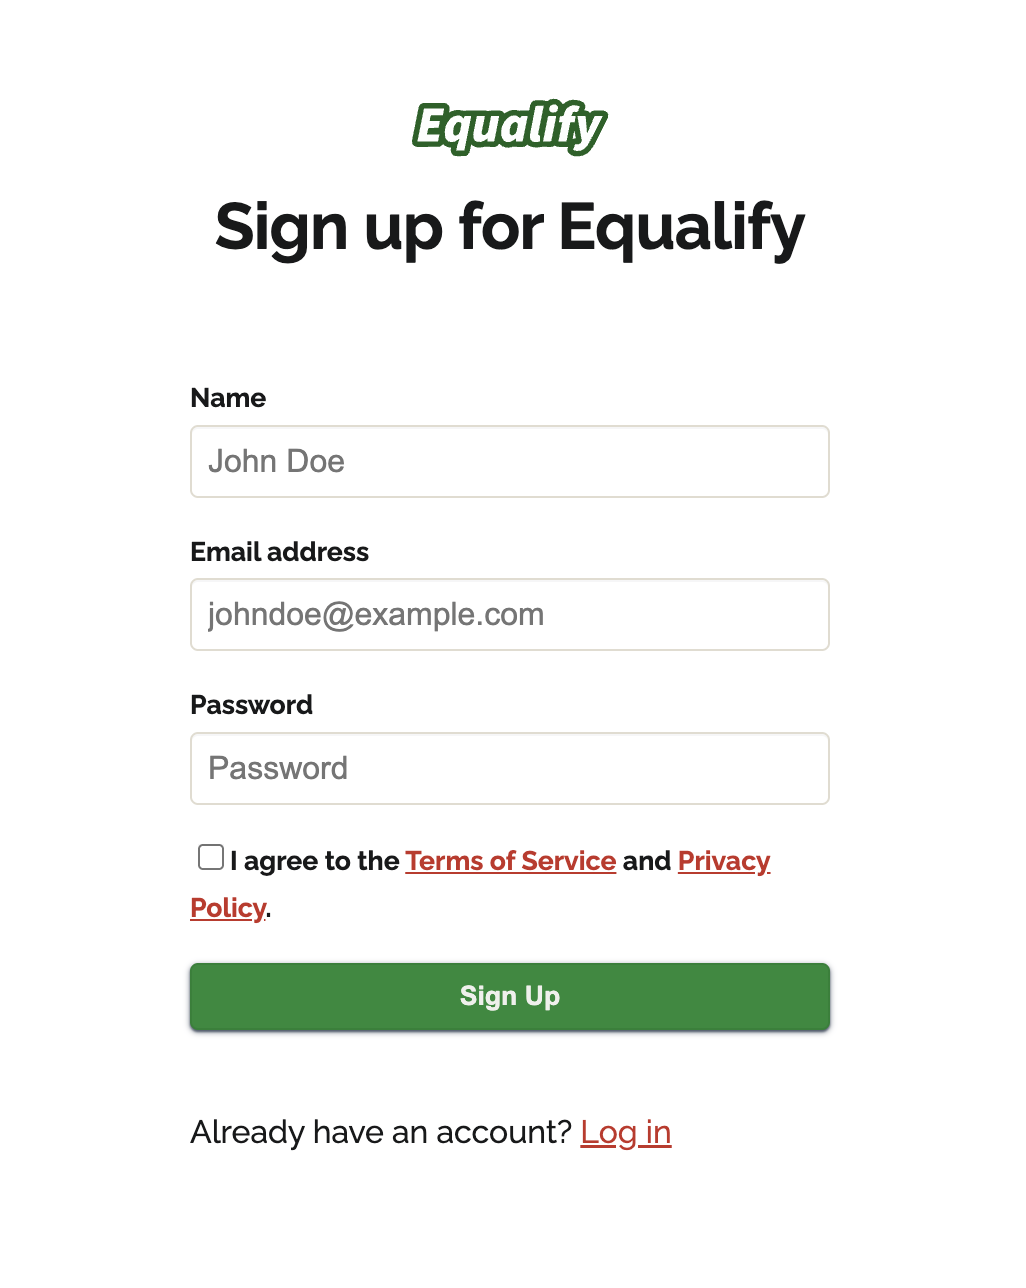 Equalify
Sign up for Equalify
Name
John Doe
Email address
johndoe@example.com
Password
Password
I agree to the Terms of Service and Privacy
Policy.
Sign Up
Already have an account? Log in